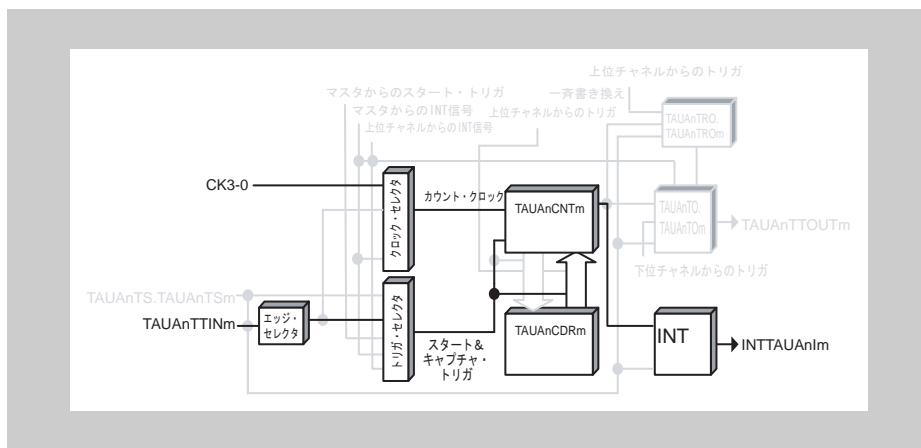 上位チャネルからのトリガ
マスタからのスタート・トリガ
一斉書き換え
マスタからのINT信号
上位チャネルからのトリガ
上位チャネルからのINT信号
TAUAnTRO.
TAUAnTROm
CK3-0
クロック・セレクタ
カウント・クロック
TAUAnCNTm
TAUAnTO.
TAUAnTOm
TAUAnTTOUTm
下位チャネルからのトリガ
TAUAnTS.TAUAnTSm
TAUAnTTINm
エッジ・
セレクタ
トリガ・セレクタ
スタート&
キャプチャ・
トリガ
TAUAnCDRm
INT
INTTAUAnIm